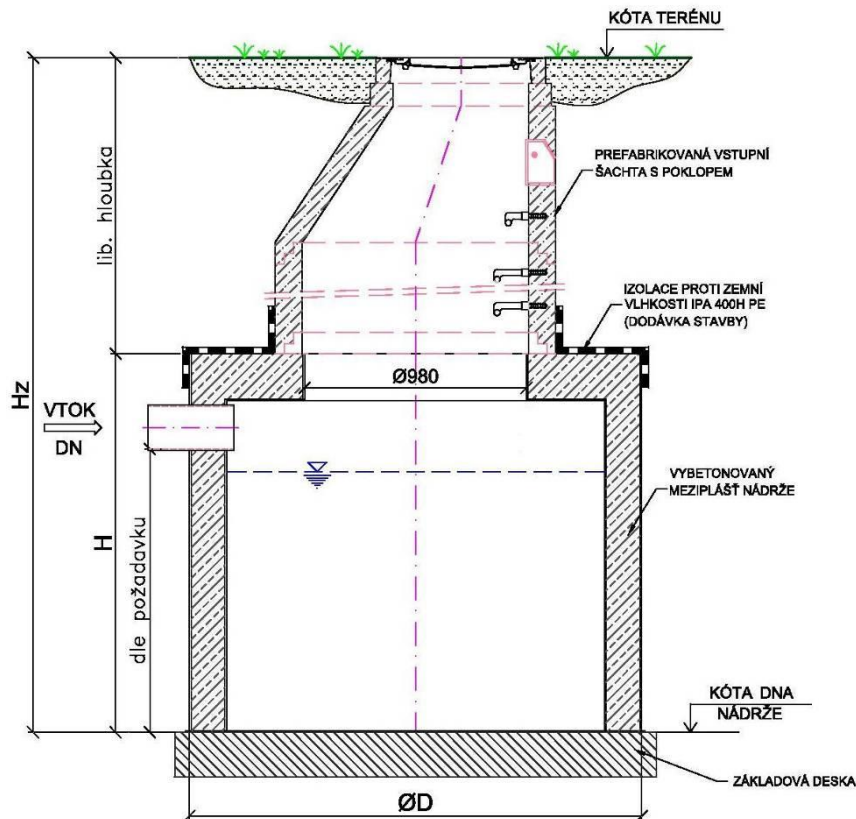 KÓTA TERÉNU
PREFABRIKOVANÁ VSTUPNÍ
ŠACHTA S POKLOPEM
lib. hloubka
IZOLACE PROTI ZEMNÍ
VLHKOSTI IPA 400H PE
(DODÁVKA STAVBY)
Hz
Ø980
VTOK
DN
VYBETONOVANÝ
MEZIPLÁŠŤ NÁDRŽE
H
dle požadavku
KÓTA DNA
NÁDRŽE
ZÁKLADOVÁ DESKA
ØD